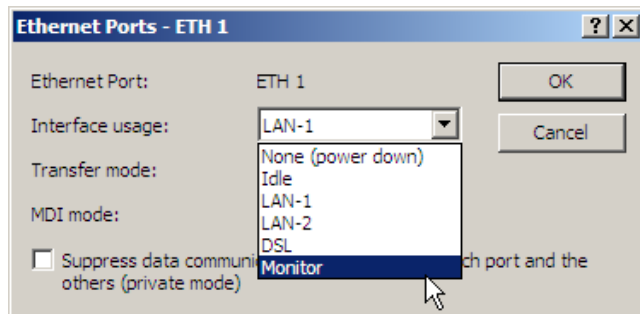 Ethernet Ports - ETH 1
Ethernet Port: ETH 1 OK
Interface usage: LAN-1 Cancel
None (power down)
Transfer mode:
Idle
LAN-1
MDI mode:
LAN-2
DSL
Suppress data communi ch port and the
Monitor
others (private mode)